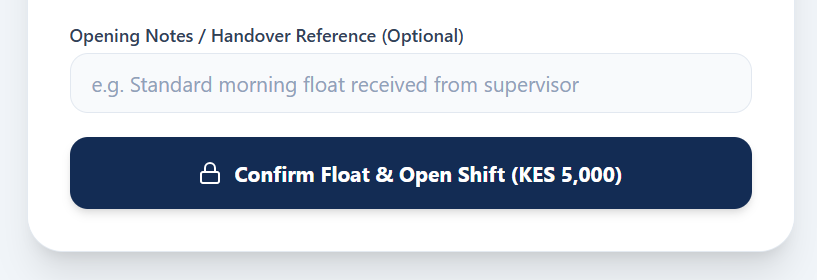 Opening Notes / Handover Reference (Optional)
e.g. Standard morning float received from supervisor
Confirm Float & Open Shift (KES 5,000)